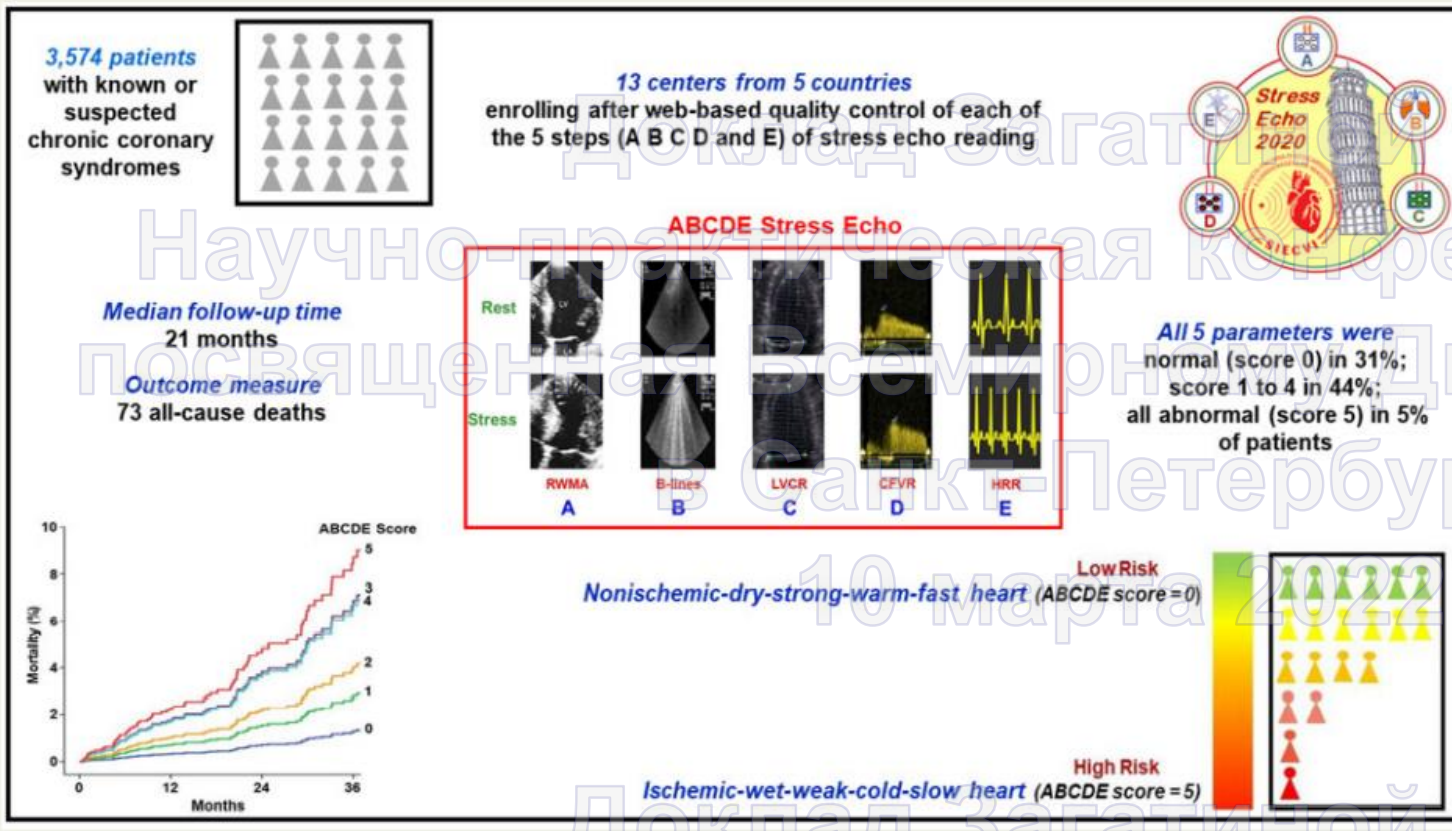 3,574 patients
with known or
suspected
chronic coronary
syndromes
13 centers from 5 countries
enrolling after web-based quality control of each of
the 5 steps (A B C D and E) of stress echo reading
Stress
Echo
2020
A
B
C
D
E
SIECVI
Median follow-up time
21 months
Outcome measure
73 all-cause deaths
ABCDE Stress Echo
Rest
Stress
LV
RWMA
B-lines
LVCR
CFVR
HRR
A
B
C
D
E
All 5 parameters were
normal (score 0) in 31%;
score 1 to 4 in 44%;
all abnormal (score 5) in 5%
of patients
ABCDE Score
Mortality (%)
10
8
6
4
2
0
5
3
4
2
1
0
0
12
24
36
Months
Low Risk
Nonischemic-dry-strong-warm-fast heart (ABCDE score = 0)
High Risk
Ischemic-wet-weak-cold-slow heart (ABCDE score = 5)
Доклад Загатиной
Научно-практическая конфе
посвященная Всемирному Д
в Санкт-Петербу
10 марта 2022
Доклад Загатиной